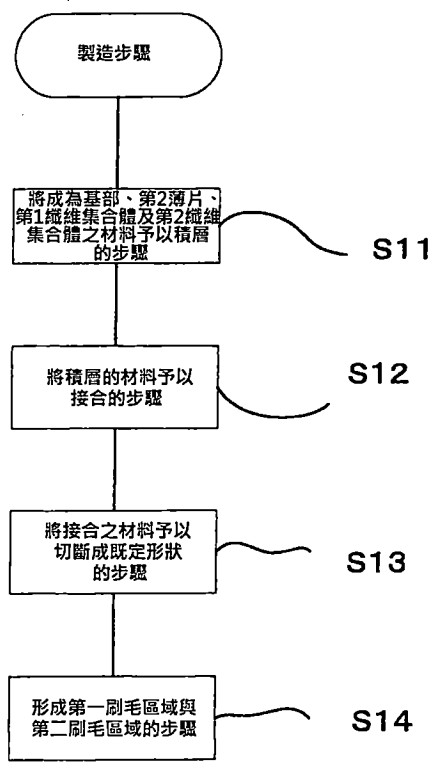 製造步驟
將成為基部、第2薄片、
第1纖維集合體及第2纖維
集合體之材料予以積層
的步驟
S11
將積層的材料予以
接合的步驟
S12
將接合之材料予以
切斷成既定形狀
的步驟
S13
形成第一刷毛區域與
第二刷毛區域的步驟
S14